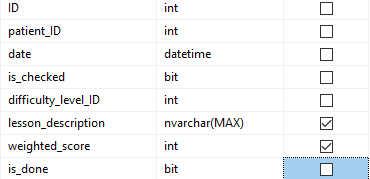 ID int
patient_ID int
date datetime
is_checked bit
difficulty_level_ID int
lesson_description nvarchar(MAX)
weighted_score int
is_done bit